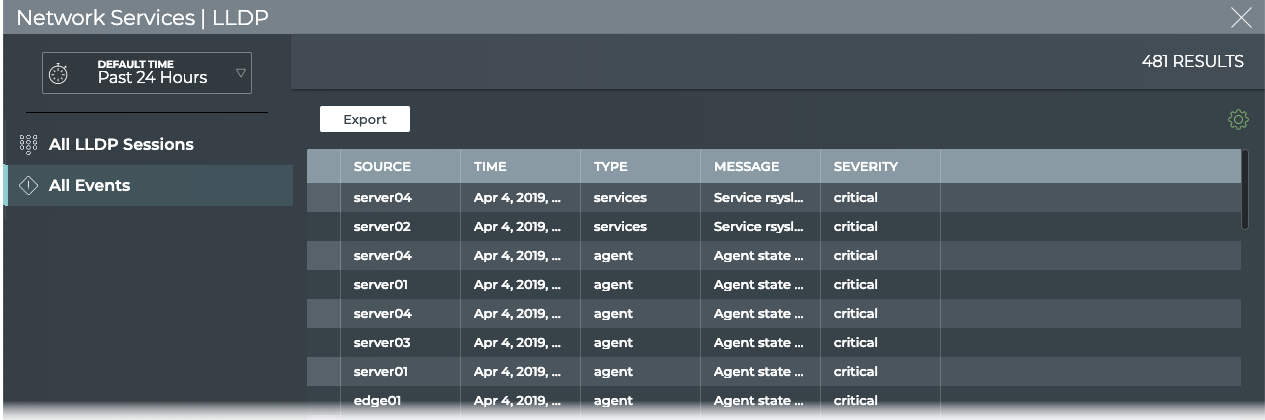 Network Services | LLDP
DEFAULT TIME
Past 24 Hours
481 RESULTS
All LLDP Sessions
All Events
Export
SOURCE TIME TYPE MESSAGE SEVERITY
server04 Apr 4, 2019, ... services Service rsysl... critical
server02 Apr 4, 2019, ... services Service rsysl... critical
server04 Apr 4, 2019, ... agent Agent state ... critical
server01 Apr 4, 2019, ... agent Agent state ... critical
server04 Apr 4, 2019, ... agent Agent state ... critical
server03 Apr 4, 2019, ... agent Agent state ... critical
server01 Apr 4, 2019, ... agent Agent state ... critical
edge01 Apr 4, 2019, ... agent Agent state ... critical